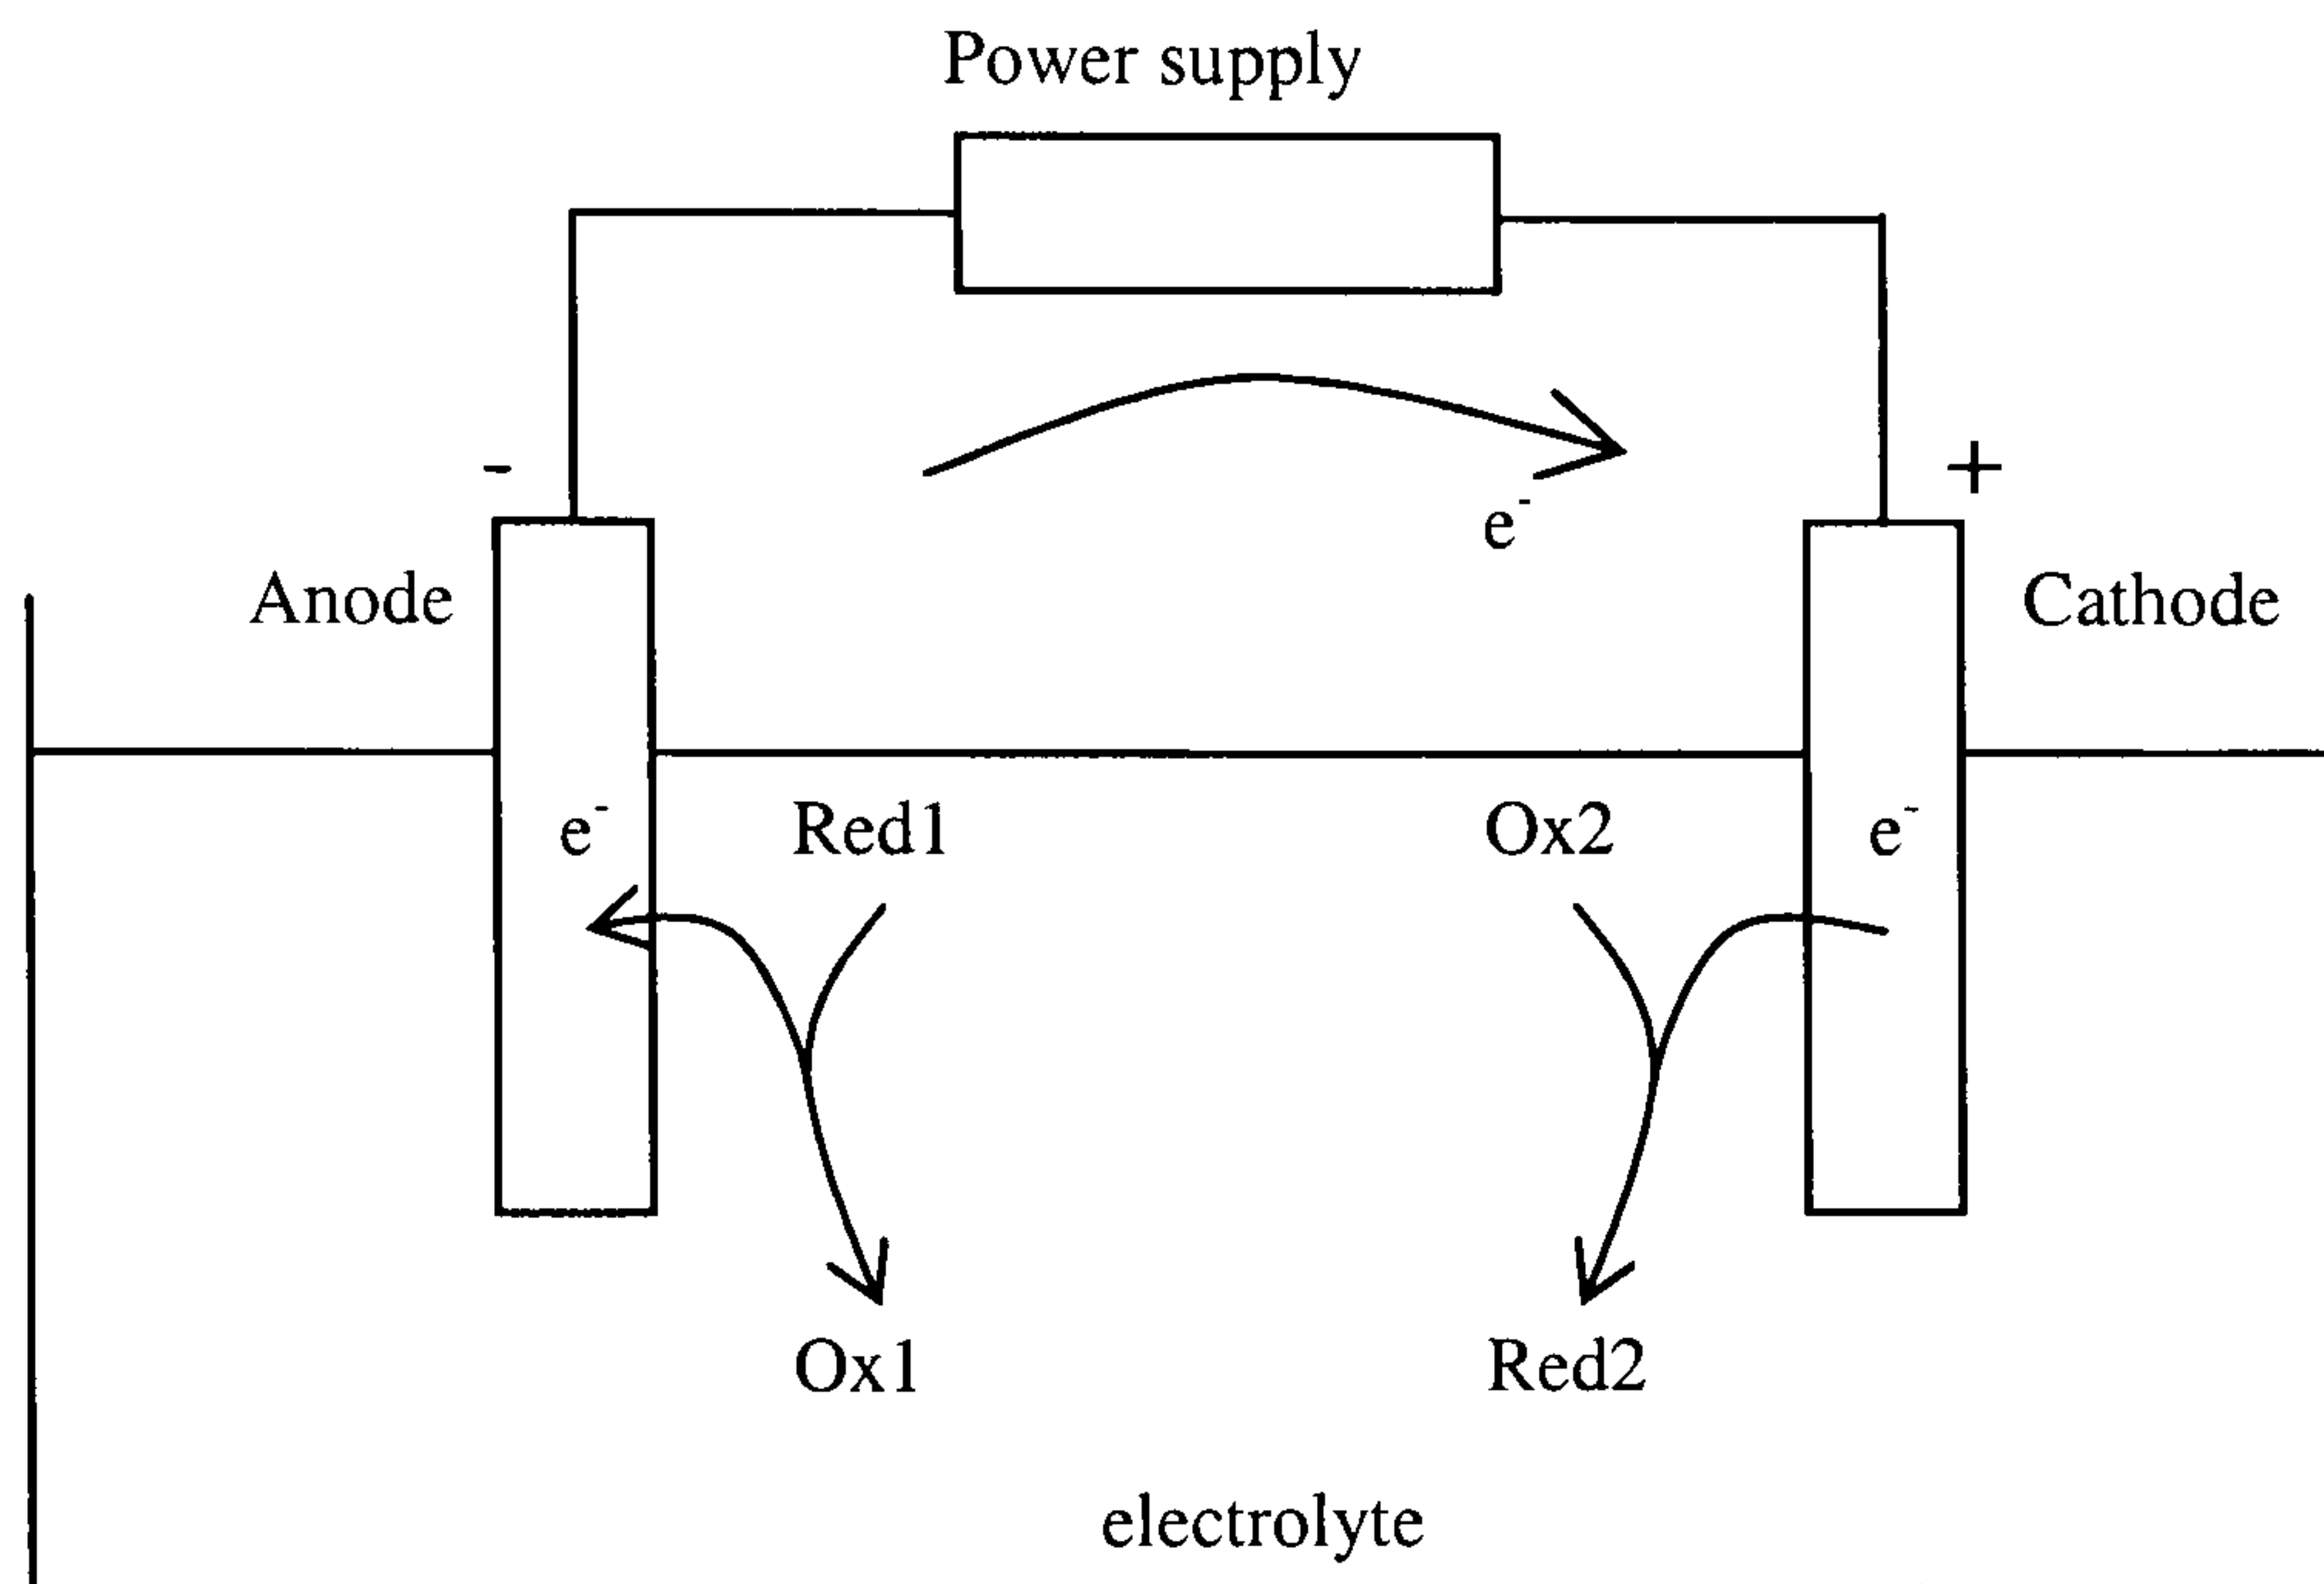 Power supply
-
+
e-
Anode
Cathode
e-
Red1
Ox2
e-
Ox1
Red2
electrolyte